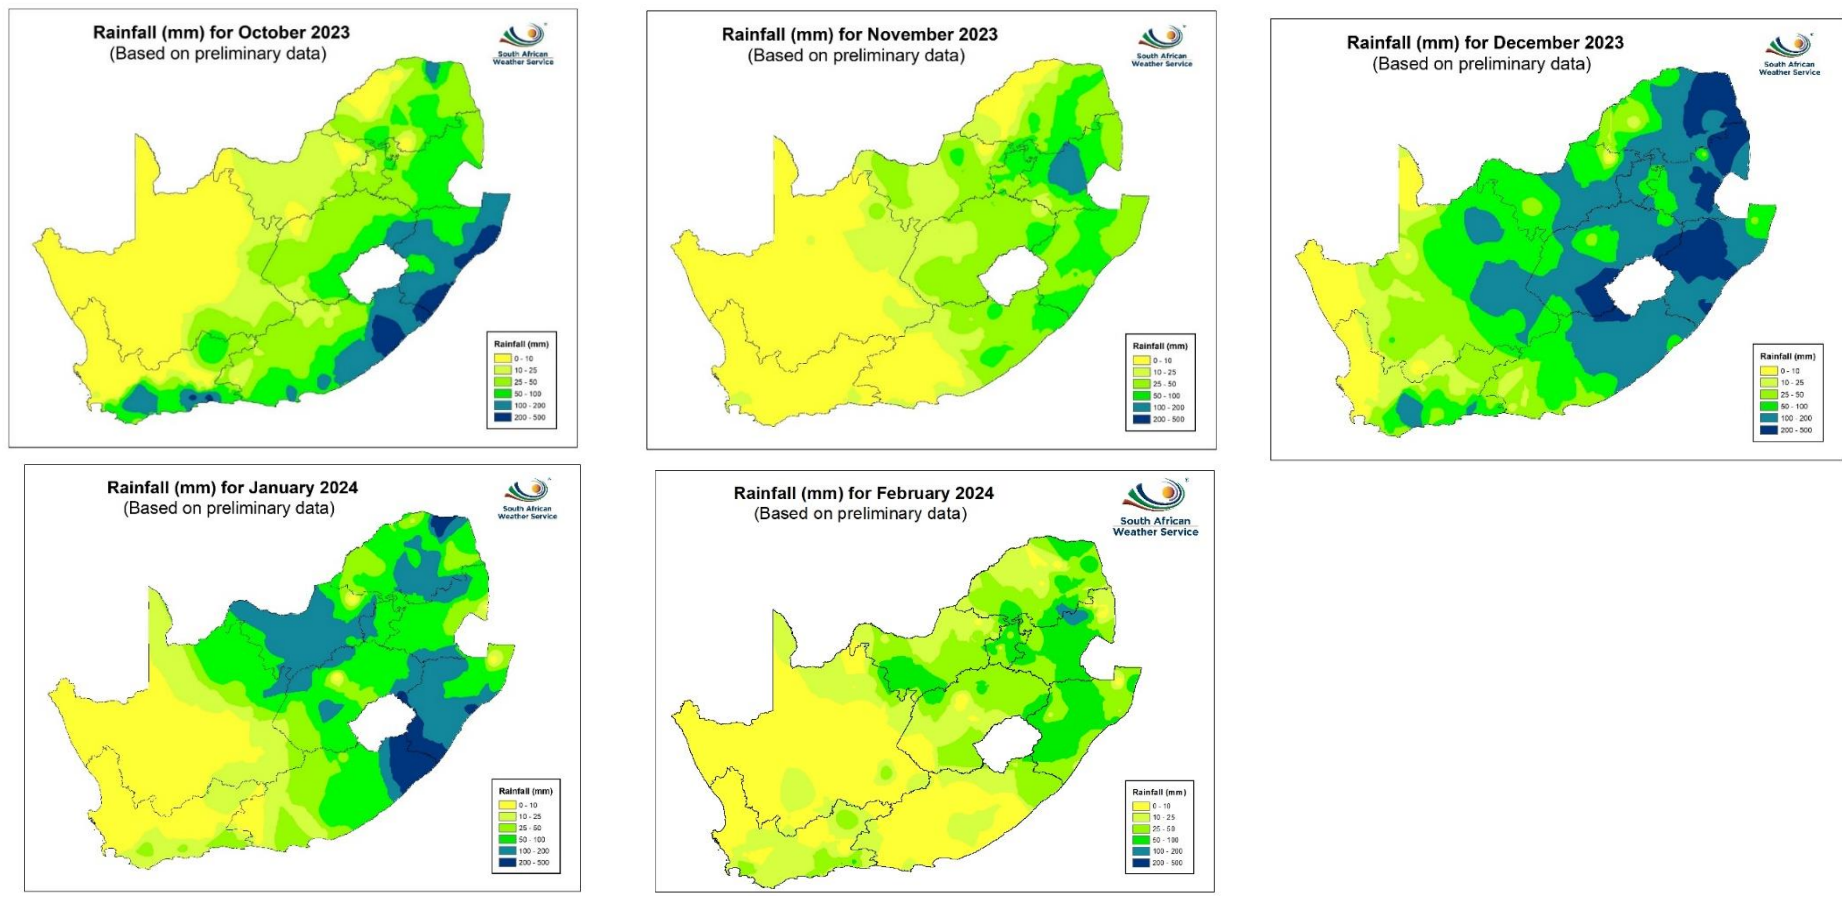 Rainfall (mm) for October 2023
(Based on preliminary data)
South African
Weather Service
Rainfall (mm)
0 - 10
10 - 25
25 - 50
50 - 100
100 - 200
200 - 500
Rainfall (mm) for November 2023
(Based on preliminary data)
South African
Weather Service
Rainfall (mm)
0 - 10
10 - 25
25 - 50
50 - 100
100 - 200
200 - 500
Rainfall (mm) for December 2023
(Based on preliminary data)
South African
Weather Service
Rainfall (mm)
0 - 10
10 - 25
25 - 50
50 - 100
100 - 200
200 - 500
Rainfall (mm) for January 2024
(Based on preliminary data)
South African
Weather Service
Rainfall (mm)
0 - 10
10 - 25
25 - 50
50 - 100
100 - 200
200 - 500
Rainfall (mm) for February 2024
(Based on preliminary data)
South African
Weather Service
Rainfall (mm)
0 - 10
10 - 25
25 - 50
50 - 100
100 - 200
200 - 500